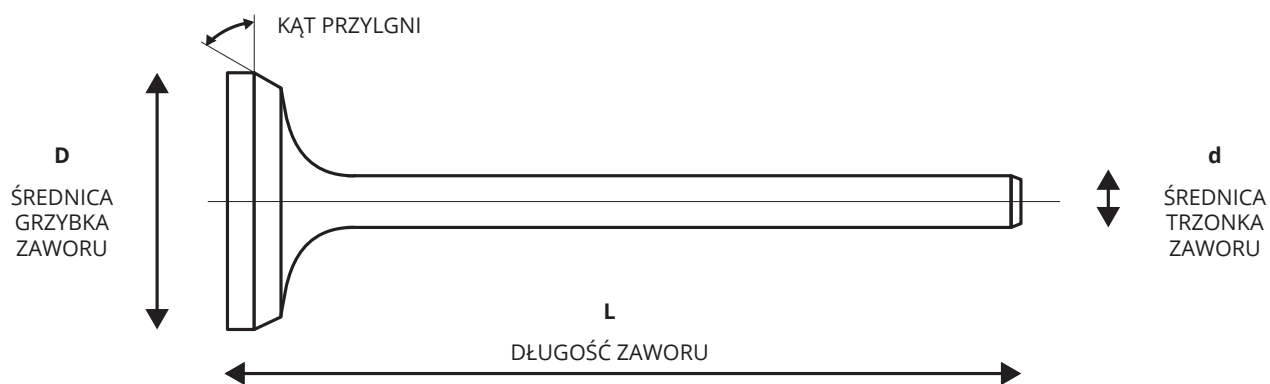 KĄT PRZYLGNI
D
ŚREDNICA
GRZYBKA
ZAWORU
d
ŚREDNICA
TRZONKA
ZAWORU
L
DŁUGOŚĆ ZAWORU